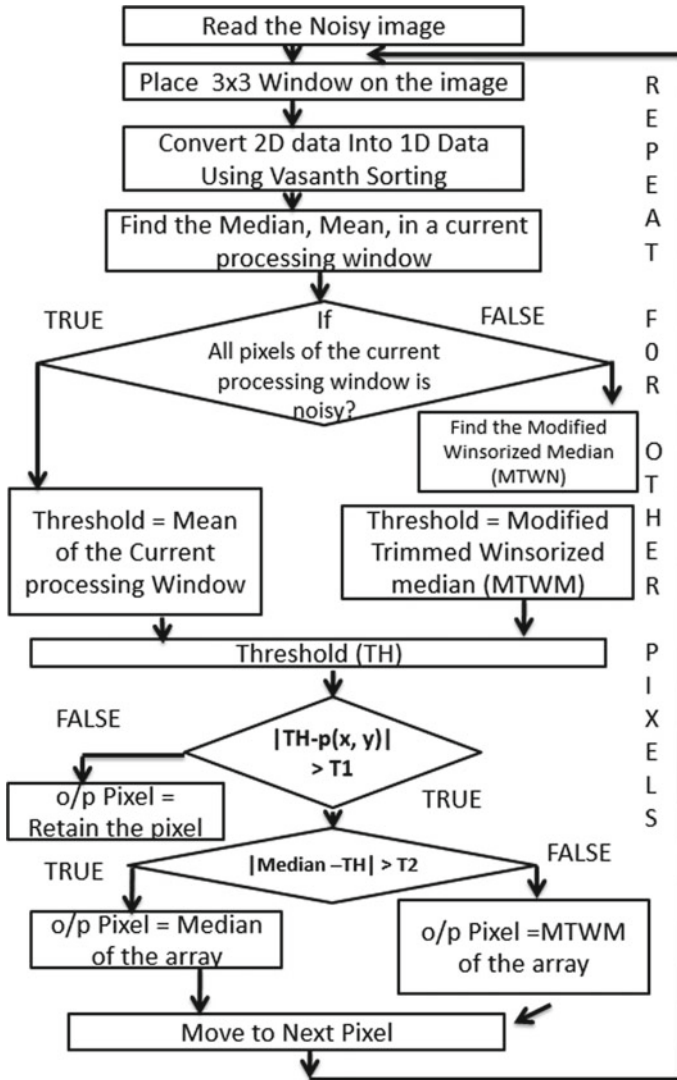 Read the Noisy image
Place 3x3 Window on the image
Convert 2D data Into 1D Data
Using Vasanth Sorting
Find the Median, Mean, in a current
processing window
TRUE
FALSE
If
All pixels of the current
processing window is
noisy?
Find the Modified
Winsorized Median
(MTWN)
Threshold = Mean
of the Current
processing Window
Threshold = Modified
Trimmed Winsorized
median (MTWM)
Threshold (TH)
FALSE
|TH-p(x, y)|
> T1
TRUE
o/p Pixel =
Retain the pixel
TRUE
|Median –TH| > T2
FALSE
o/p Pixel = Median
of the array
o/p Pixel =MTWM
of the array
Move to Next Pixel
R
E
P
E
A
T
F
O
R
O
T
H
E
R
P
I
X
E
L
S